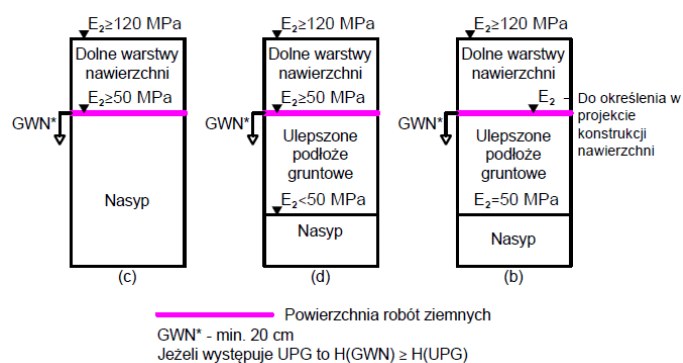 E₂≥120 MPa
Dolne warstwy
nawierzchni
E₂≥50 MPa
GWN*
Nasyp
(c)
E₂≥120 MPa
Dolne warstwy
nawierzchni
E₂≥50 MPa
GWN*
Ulepszone
podłoże
gruntowe
E₂<50 MPa
Nasyp
(d)
E₂≥120 MPa
Dolne warstwy
nawierzchni
E₂ – Do określenia w
projekcie
konstrukcji
nawierzchni
GWN*
Ulepszone
podłoże
gruntowe
E₂=50 MPa
Nasyp
(b)
Powierzchnia robót ziemnych
GWN* - min. 20 cm
Jeżeli występuje UPG to H(GWN) ≥ H(UPG)